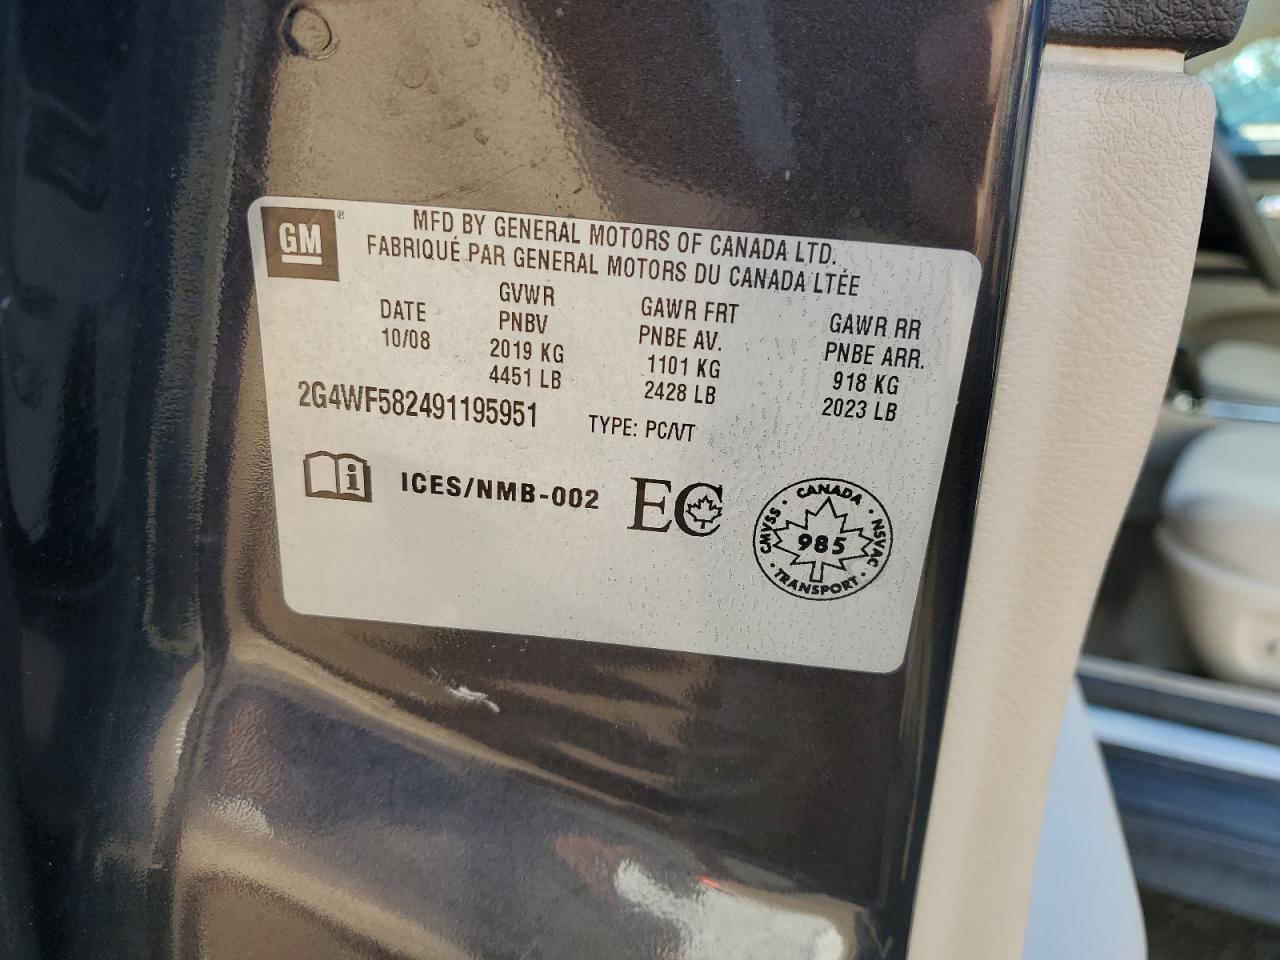 GM ®
MFD BY GENERAL MOTORS OF CANADA LTD.
FABRIQUÉ PAR GENERAL MOTORS DU CANADA LTÉE
DATE
10/08
GVWR
PNBV
2019 KG
4451 LB
GAWR FRT
PNBE AV.
1101 KG
2428 LB
GAWR RR
PNBE ARR.
918 KG
2023 LB
2G4WF582491195951
TYPE: PC/VT
i
ICES/NMB-002
EC
CANADA
CMVSS · NSVAC
985
TRANSPORT